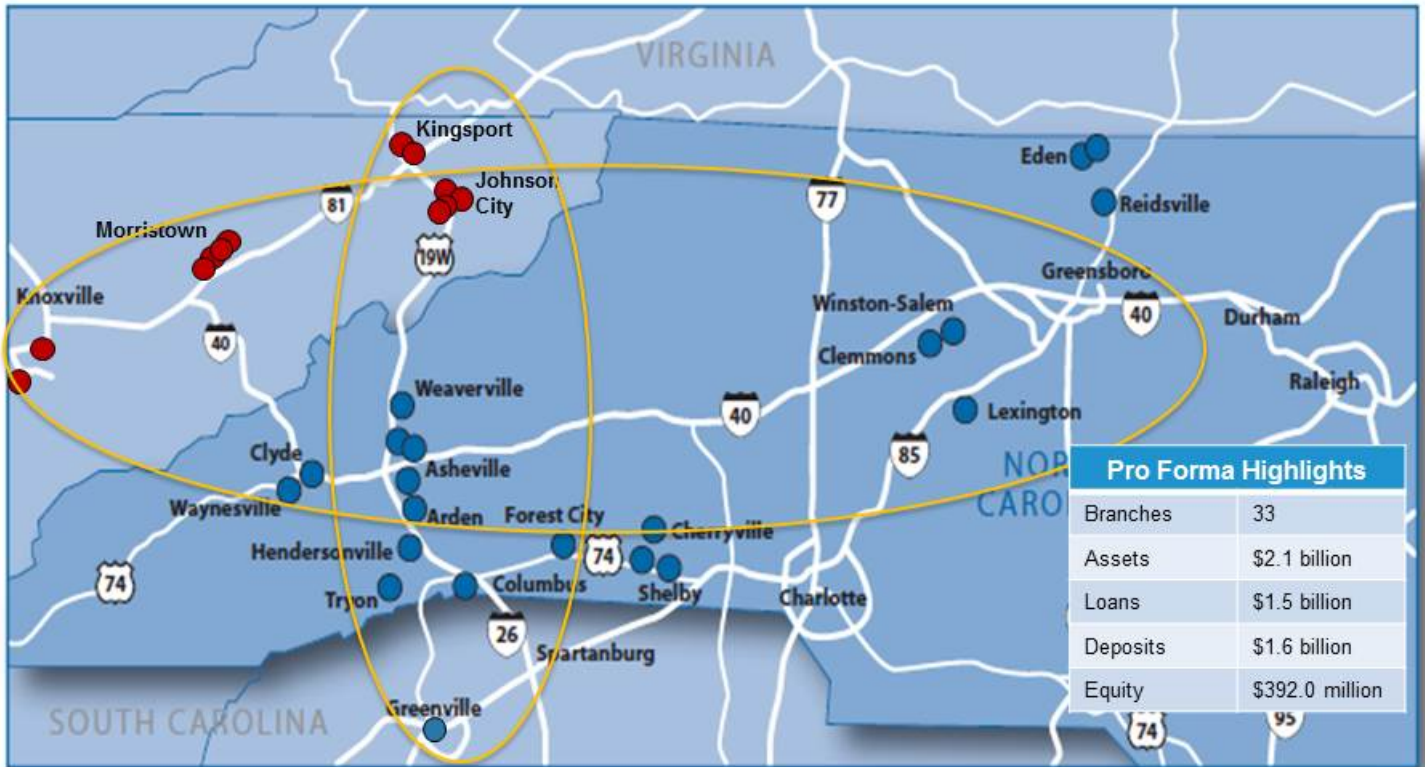 VIRGINIA
Kingsport
Johnson
City
81
77
Eden
Reidsville
Morristown
19W
Greensboro
Knoxville
Winston-Salem
40
Durham
40
Clemmons
Raleigh
Weaverville
40
Lexington
Clyde
Asheville
85
NOR
CARO
Waynesville
Arden
Forest City
Cherryville
Hendersonville
74
74
Tryon
Columbus
Shelby
Charlotte
26
Spartanburg
Greenville
SOUTH CAROLINA
Pro Forma Highlights
Branches 33
Assets $2.1 billion
Loans $1.5 billion
Deposits $1.6 billion
Equity $392.0 million
74
95